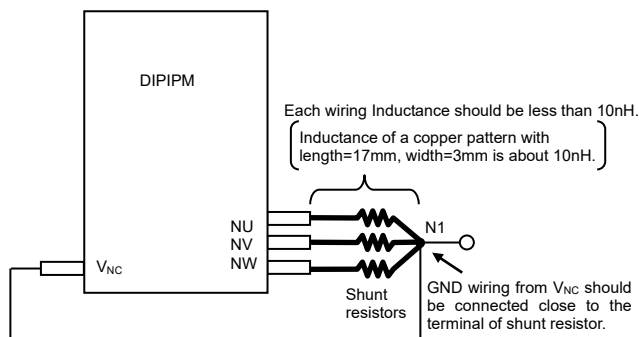 DIPIPM
Each wiring Inductance should be less than 10nH.
Inductance of a copper pattern with
length=17mm, width=3mm is about 10nH.
NU
NV
NW
N1
VNC
Shunt
resistors
GND wiring from VNC should
be connected close to the
terminal of shunt resistor.